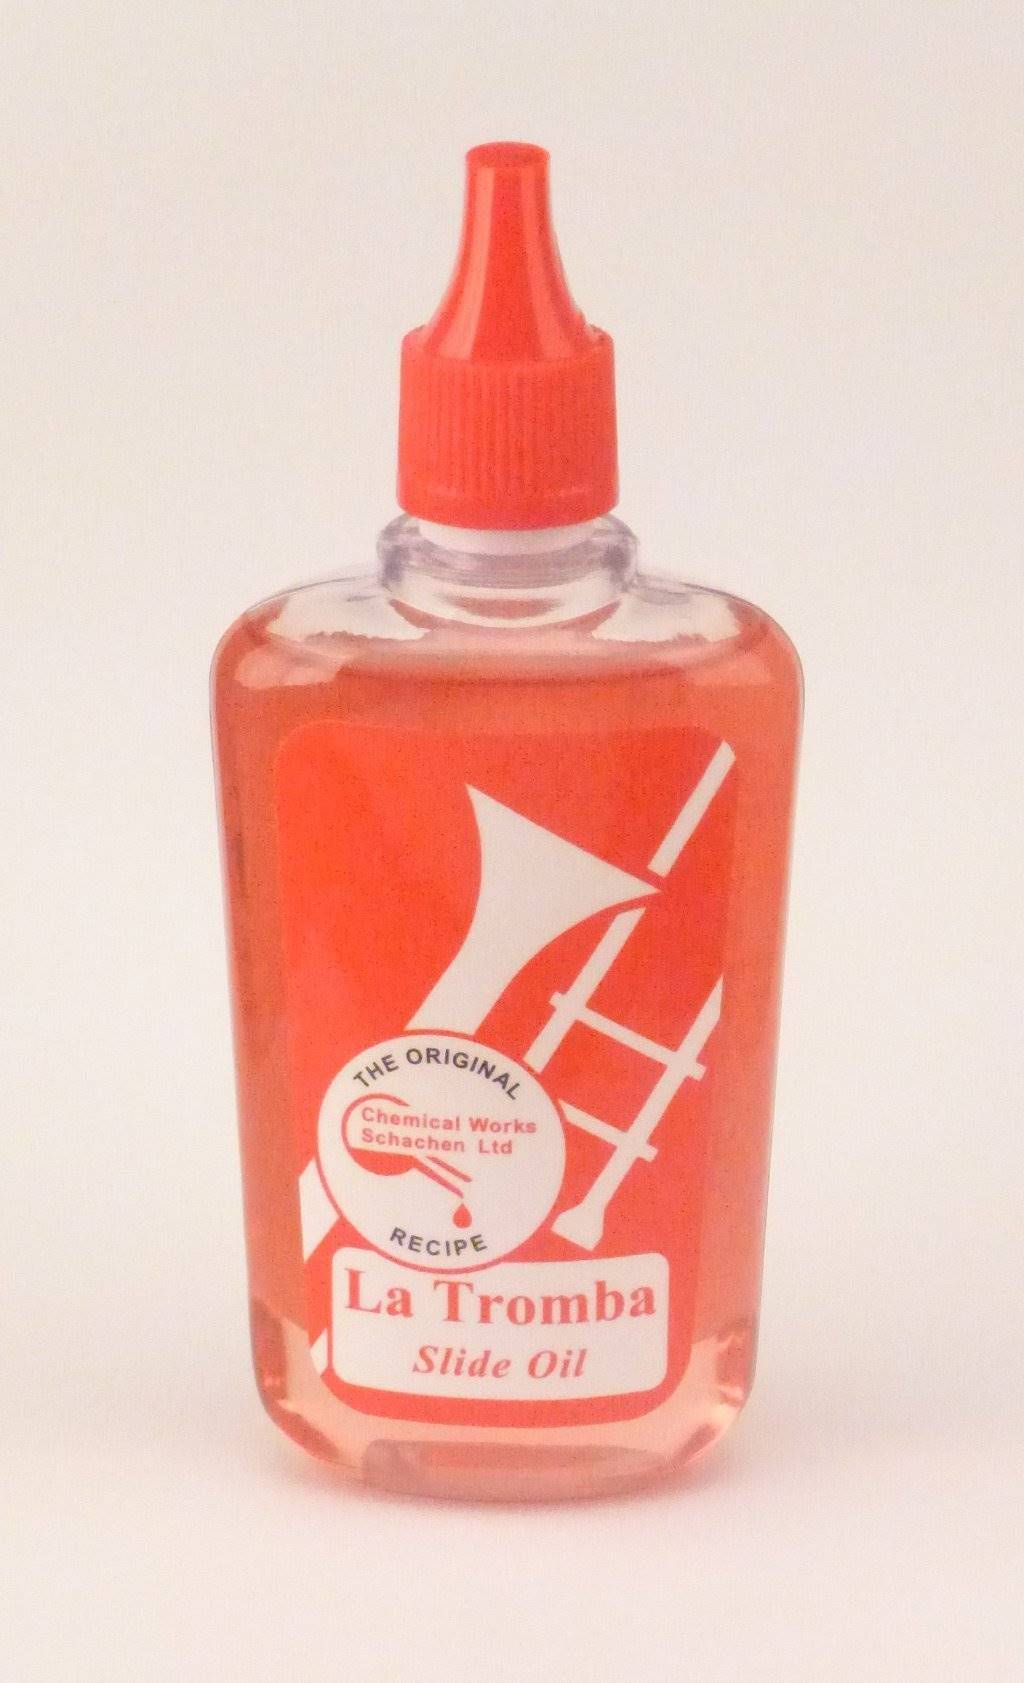 THE ORIGINAL
Chemical Works
Schachen Ltd
RECIPE
La Tromba
Slide Oil